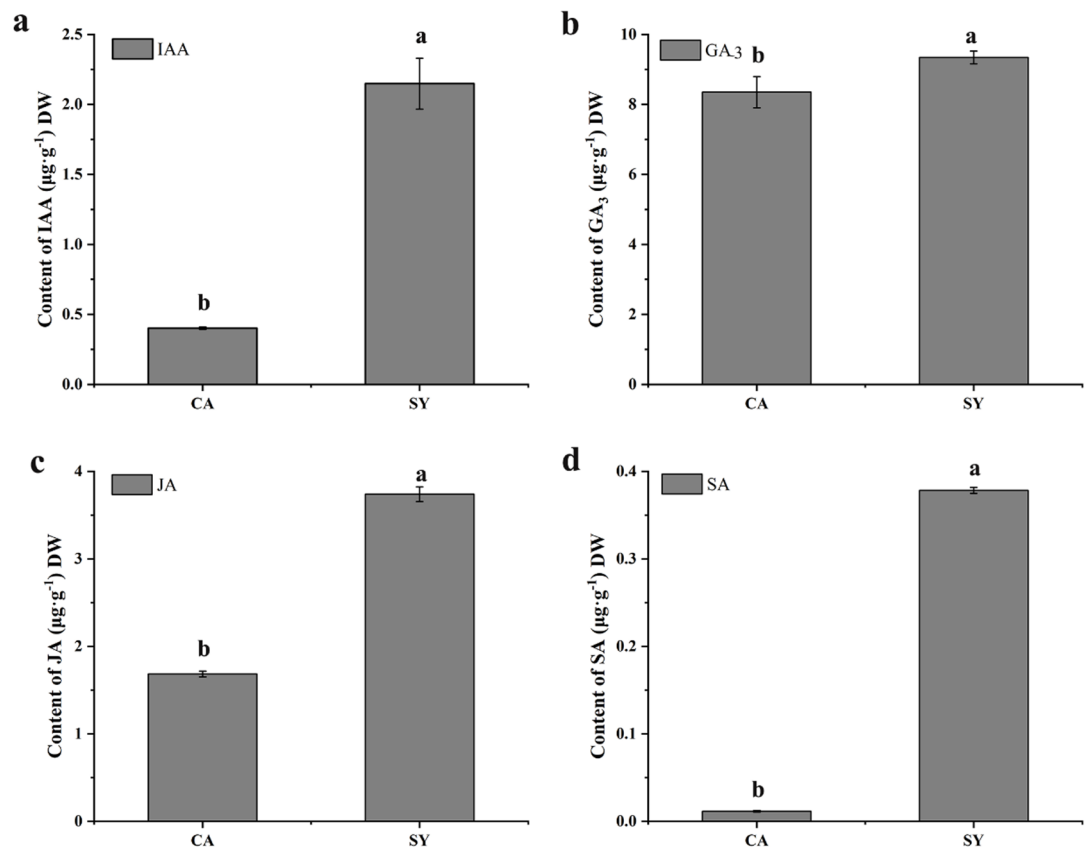 a
IAA
a
b
Content of IAA (μg·g⁻¹) DW
2.5
2.0
1.5
1.0
0.5
0.0
CA
SY
b
GA₃
b
a
Content of GA₃ (μg·g⁻¹) DW
10
8
6
4
2
0
CA
SY
c
JA
a
b
Content of JA (μg·g⁻¹) DW
4
3
2
1
0
CA
SY
d
SA
a
b
Content of SA (μg·g⁻¹) DW
0.4
0.3
0.2
0.1
0.0
CA
SY